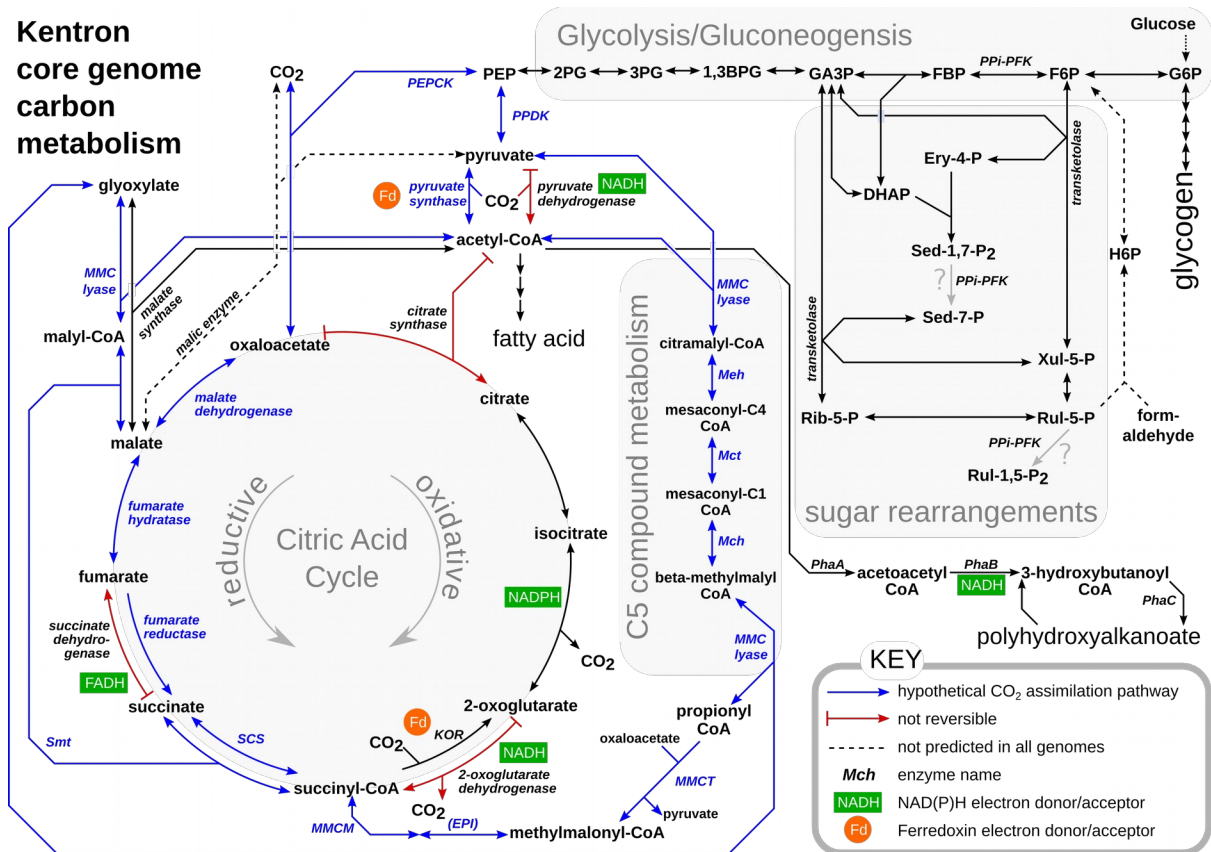 Kentron
core genome
carbon
metabolism
Glycolysis/Gluconeogensis
Glucose
CO2
PEPCK
PEP
2PG
3PG
1,3BPG
GA3P
FBP
PPi-PFK
F6P
G6P
PPDK
pyruvate
glyoxylate
Fd
pyruvate
synthase
CO2
pyruvate
dehydrogenase
NADH
Ery-4-P
transketolase
DHAP
glycogen
acetyl-CoA
Sed-1,7-P2
H6P
MMC
lyase
malate
synthase
malic enzyme
?
PPi-PFK
MMC
lyase
citrate
synthase
Sed-7-P
malyl-CoA
oxaloacetate
fatty acid
citramalyl-CoA
transketolase
Xul-5-P
Meh
malate
dehydrogenase
citrate
mesaconyl-C4
CoA
Rib-5-P
Rul-5-P
form-
aldehyde
malate
Mct
PPi-PFK
?
Rul-1,5-P2
mesaconyl-C1
CoA
sugar rearrangements
C5 compound metabolism
reductive
oxidative
Citric Acid
Cycle
fumarate
hydratase
isocitrate
Mch
fumarate
beta-methylmalyl
CoA
PhaA
acetoacetyl
CoA
PhaB
NADH
3-hydroxybutanoyl
CoA
PhaC
polyhydroxyalkanoate
NADPH
fumarate
reductase
succinate
dehydro-
genase
FADH
CO2
MMC
lyase
succinate
2-oxoglutarate
propionyl
CoA
Smt
SCS
Fd
CO2
KOR
NADH
oxaloacetate
2-oxoglutarate
dehydrogenase
MMCT
succinyl-CoA
CO2
pyruvate
MMCM
(EPI)
methylmalonyl-CoA
KEY
hypothetical CO2 assimilation pathway
not reversible
not predicted in all genomes
Mch enzyme name
NADH NAD(P)H electron donor/acceptor
Fd Ferredoxin electron donor/acceptor